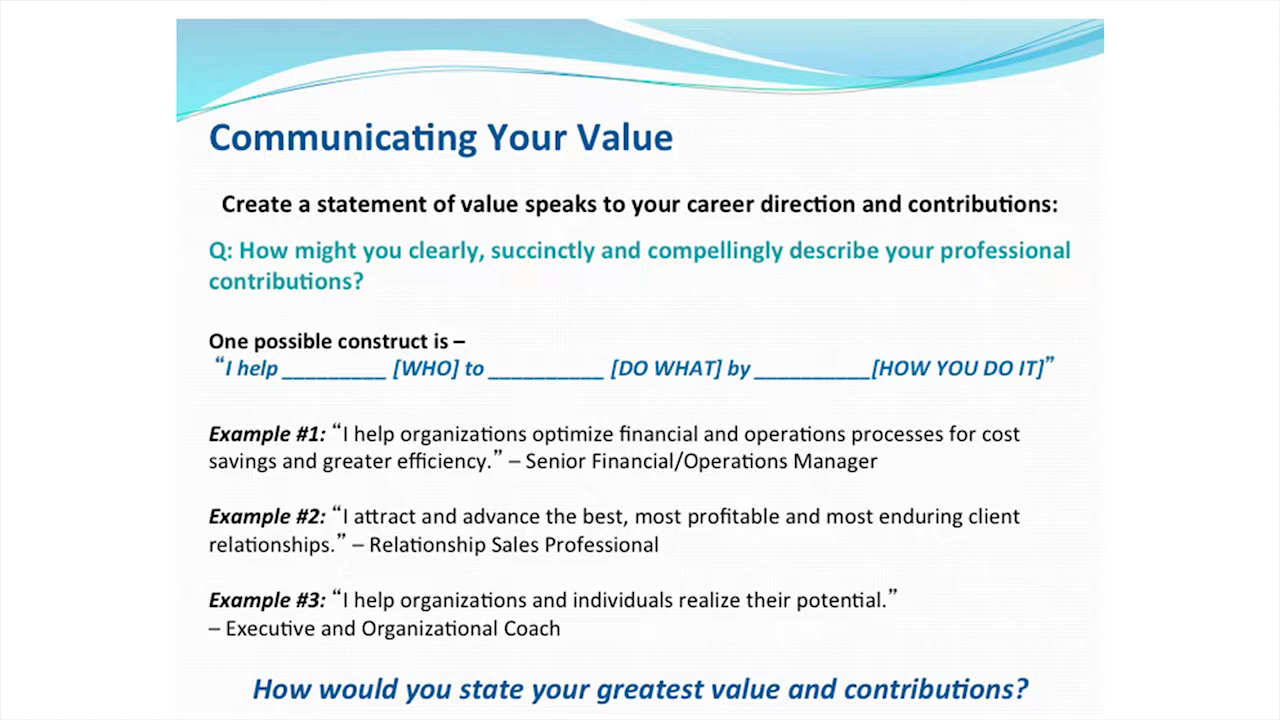 Communicating Your Value
Create a statement of value speaks to your career direction and contributions:
Q: How might you clearly, succinctly and compellingly describe your professional
contributions?
One possible construct is –
“I help _________ [WHO] to __________ [DO WHAT] by __________[HOW YOU DO IT]”
Example #1: “I help organizations optimize financial and operations processes for cost
savings and greater efficiency.” – Senior Financial/Operations Manager
Example #2: “I attract and advance the best, most profitable and most enduring client
relationships.” – Relationship Sales Professional
Example #3: “I help organizations and individuals realize their potential.”
– Executive and Organizational Coach
How would you state your greatest value and contributions?